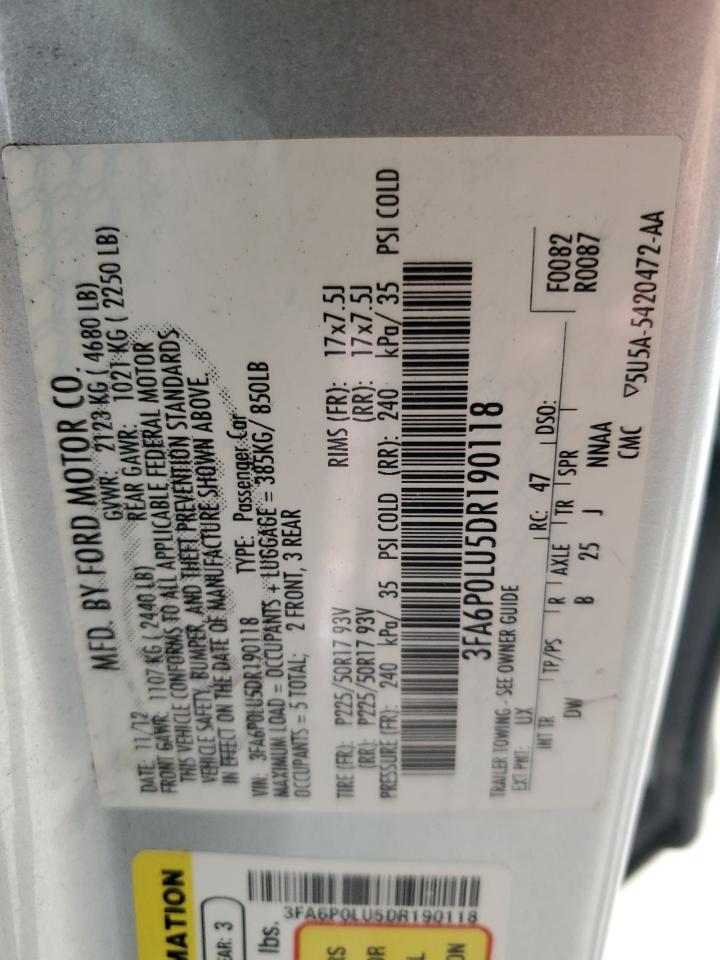 MFD. BY FORD MOTOR CO.
DATE: 11/12 GVWR: 2123 KG ( 4680 LB)
FRONT GAWR: 1107 KG ( 2440 LB) REAR GAWR: 1021 KG ( 2250 LB)
THIS VEHICLE CONFORMS TO ALL APPLICABLE FEDERAL MOTOR
VEHICLE SAFETY, BUMPER, AND THEFT PREVENTION STANDARDS
IN EFFECT ON THE DATE OF MANUFACTURE SHOWN ABOVE.
VIN: 3FA6P0LU5DR190118 TYPE: Passenger Car
MAXIMUM LOAD = OCCUPANTS + LUGGAGE = 385KG/ 850LB
OCCUPANTS = 5 TOTAL; 2 FRONT, 3 REAR
TIRE (FR): P225/50R17 93V RIMS (FR): 17x7.5J
(RR): P225/50R17 93V (RR): 17x7.5J
PRESSURE (FR): 240 kPa/ 35 PSI COLD (RR): 240 kPa/ 35 PSI COLD
3FA6P0LU5DR190118
TRAILER TOWING - SEE OWNER GUIDE
EXT PNT: UX RC: 47 DSO: F0082
INT TR TP/PS R AXLE TR SPR R0087
DW B 25 J NNAA
CMC
▽5U5A-5420472-AA
MATION
EAR: 3
lbs.
3FA6P0LU5DR190118
RS
OR
L
ON